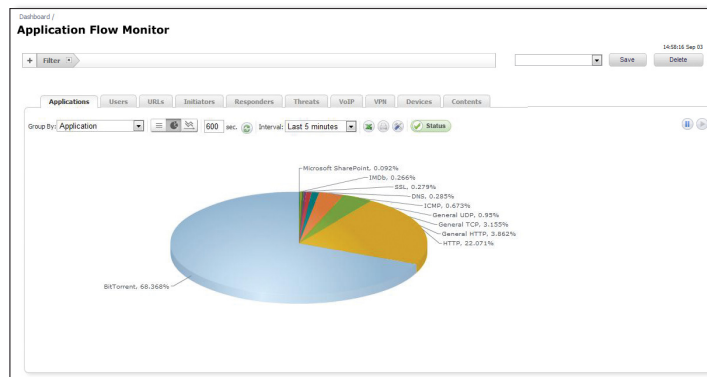 Dashboard /
Application Flow Monitor
14:58:16 Sep 03
+ Filter
Save
Delete
Applications Users URLs Initiators Responders Threats VoIP VPN Devices Contents
Group By: Application 600 sec. Interval: Last 5 minutes Status
Microsoft SharePoint, 0.092%
IMDb, 0.266%
SSL, 0.279%
DNS, 0.285%
ICMP, 0.673%
General UDP, 0.95%
General TCP, 3.155%
General HTTP, 3.862%
HTTP, 22.071%
BitTorrent, 68.368%